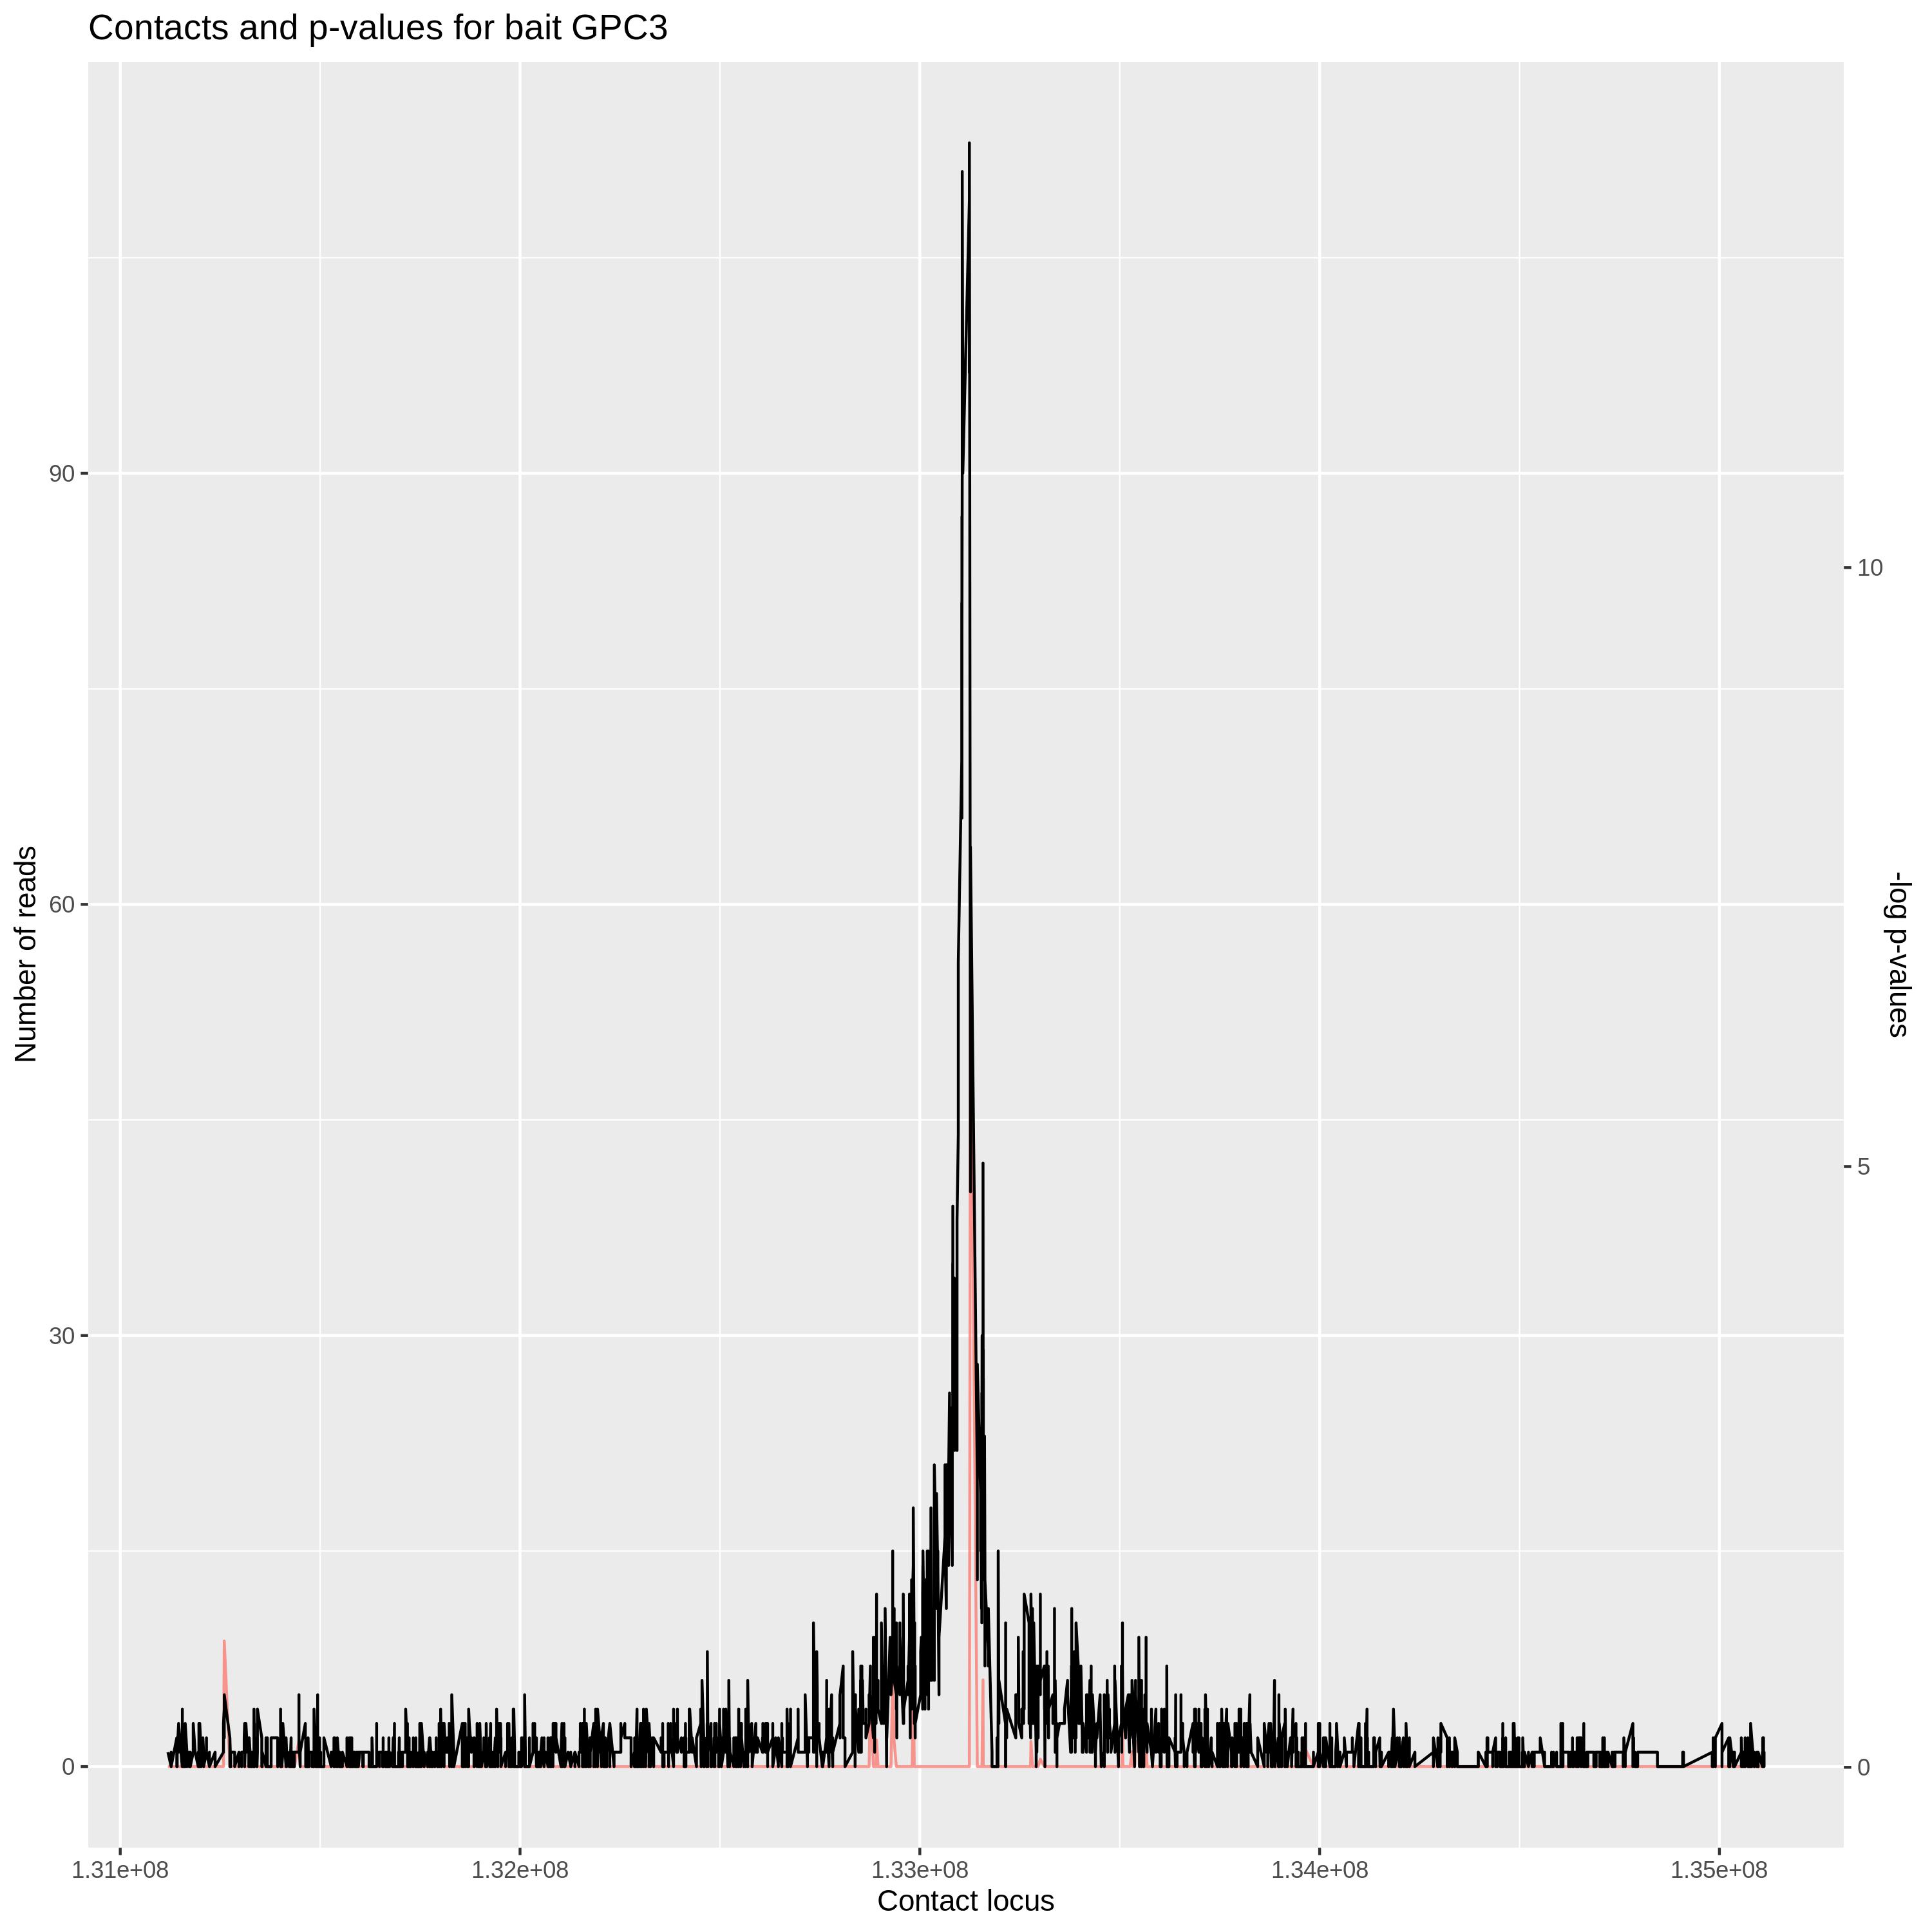 Contacts and p-values for bait GPC3
Number of reads
90
60
30
0
10
5
0
-log p-values
1.31e+08 1.32e+08 1.33e+08 1.34e+08 1.35e+08
Contact locus